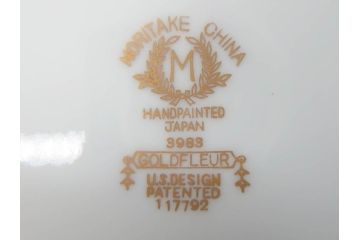 NORITAKE CHINA
M
HANDPAINTED
JAPAN
3983
GOLDFLEUR
U.S.DESIGN
PATENTED
117792